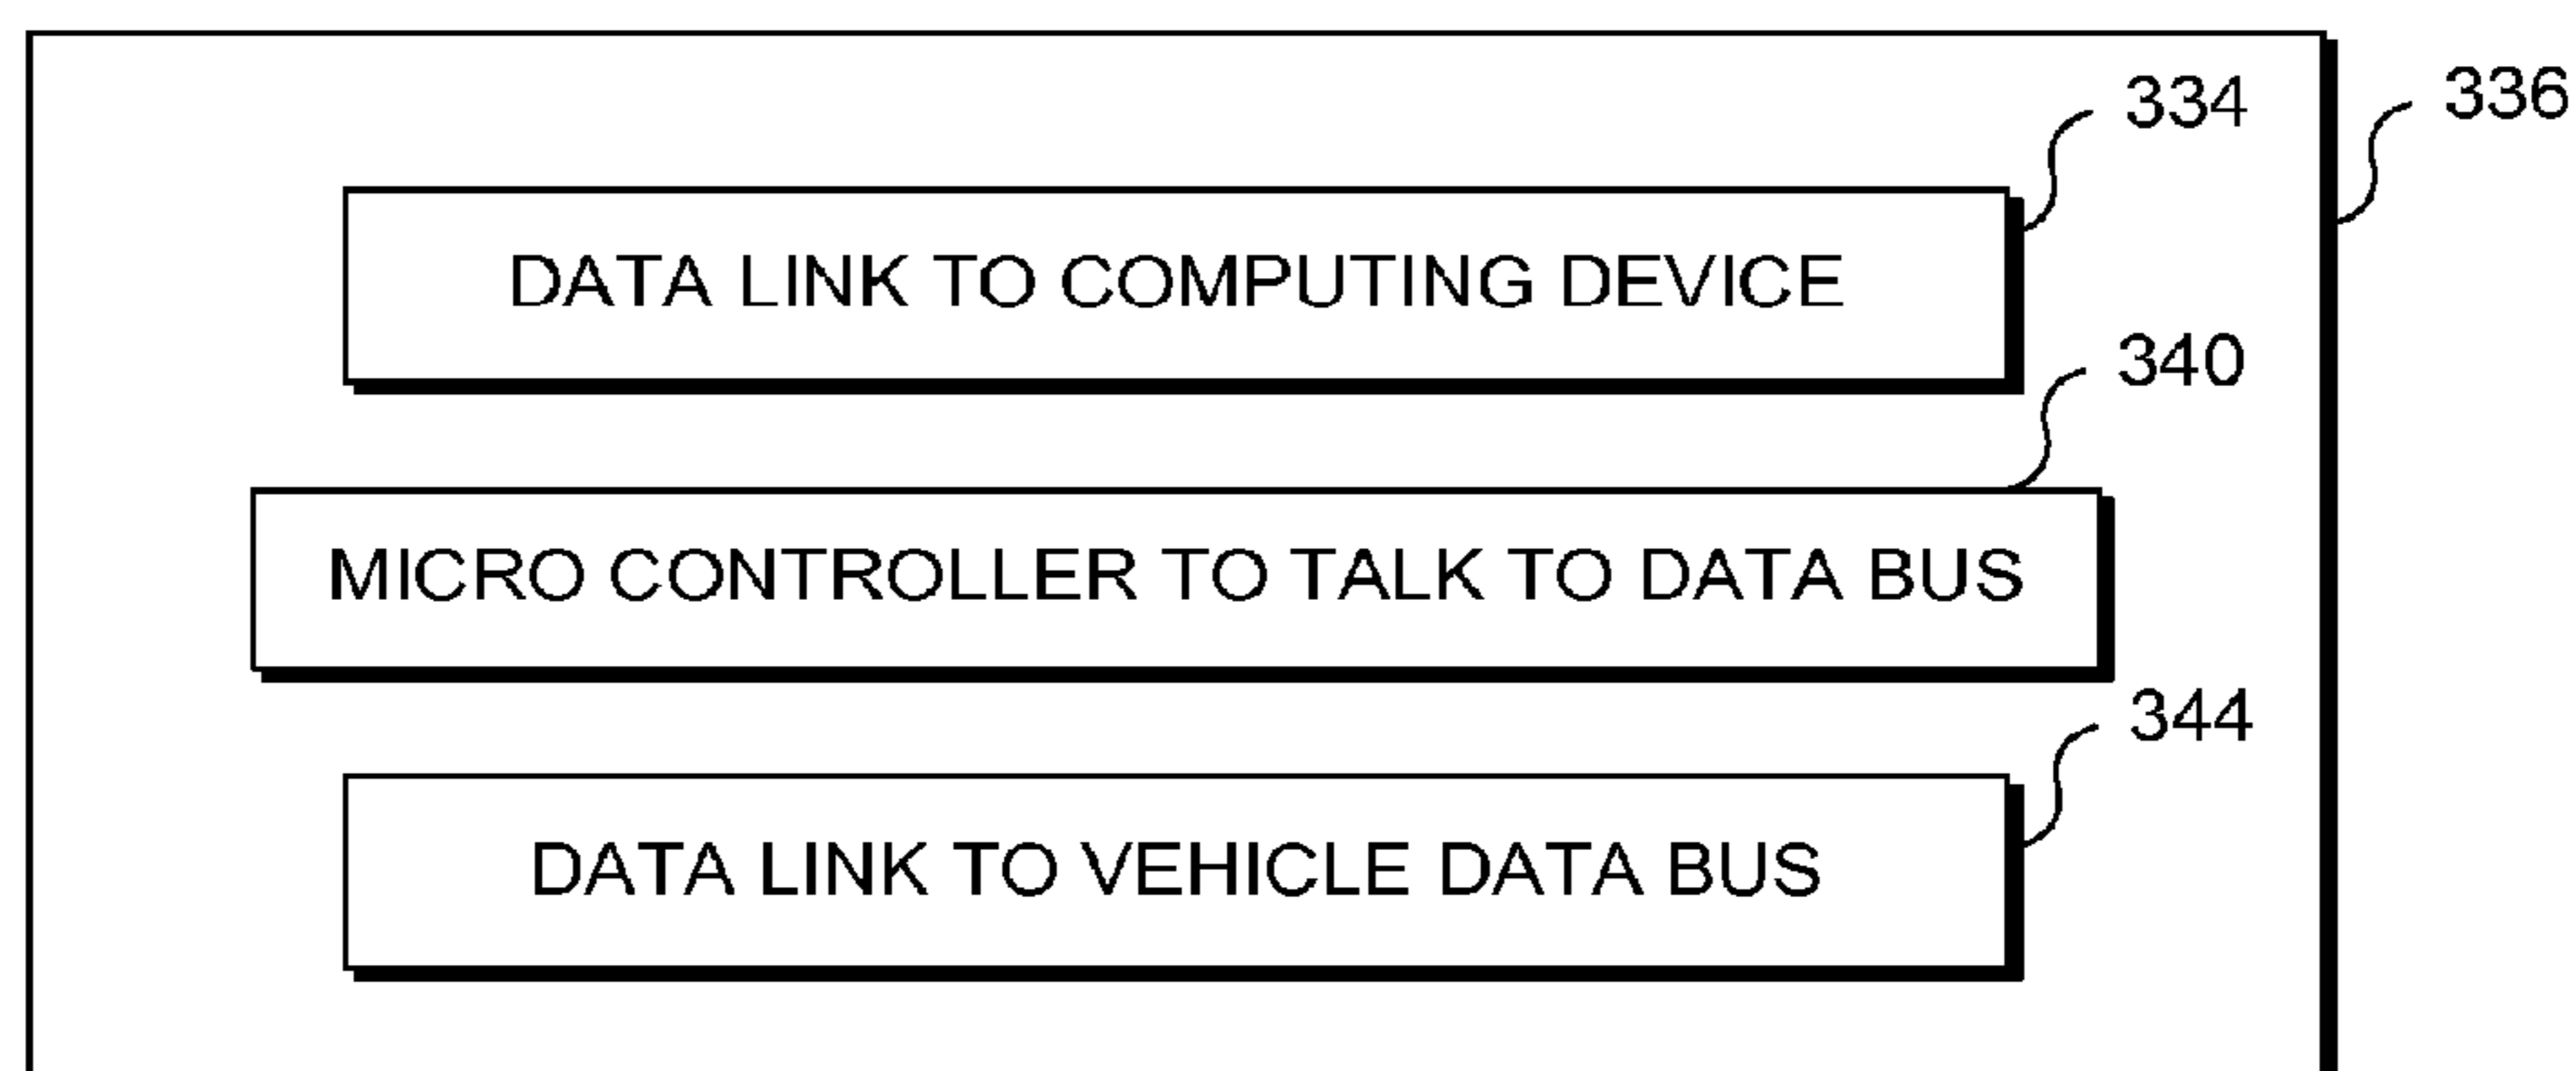 334
336
DATA LINK TO COMPUTING DEVICE
340
MICRO CONTROLLER TO TALK TO DATA BUS
344
DATA LINK TO VEHICLE DATA BUS